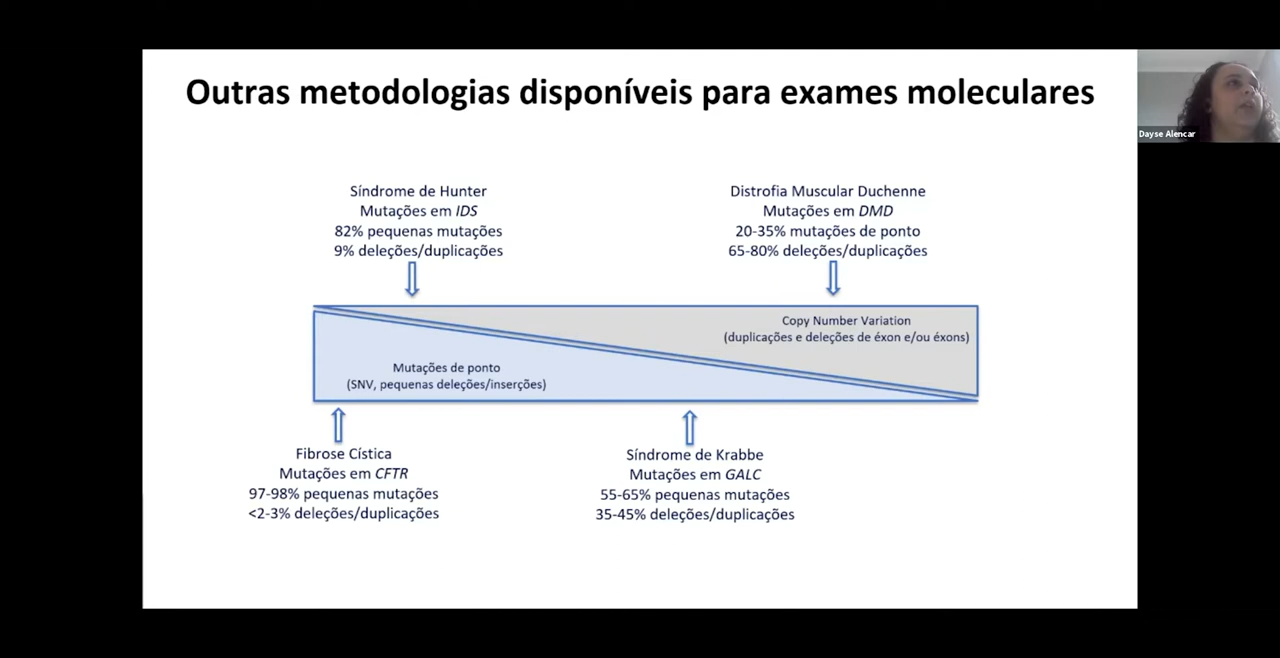 Outras metodologias disponíveis para exames moleculares
Dayse Alencar
Síndrome de Hunter
Mutações em IDS
82% pequenas mutações
9% deleções/duplicações
Distrofia Muscular Duchenne
Mutações em DMD
20-35% mutações de ponto
65-80% deleções/duplicações
Copy Number Variation
(duplicações e deleções de éxon e/ou éxons)
Mutações de ponto
(SNV, pequenas deleções/inserções)
Fibrose Cística
Mutações em CFTR
97-98% pequenas mutações
<2-3% deleções/duplicações
Síndrome de Krabbe
Mutações em GALC
55-65% pequenas mutações
35-45% deleções/duplicações